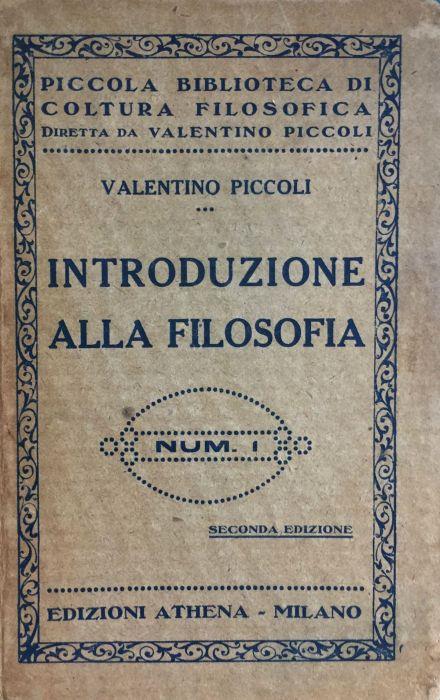 PICCOLA BIBLIOTECA DI
COLTURA FILOSOFICA
DIRETTA DA VALENTINO PICCOLI
VALENTINO PICCOLI
INTRODUZIONE
ALLA FILOSOFIA
NUM. 1
SECONDA EDIZIONE
EDIZIONI ATHENA - MILANO